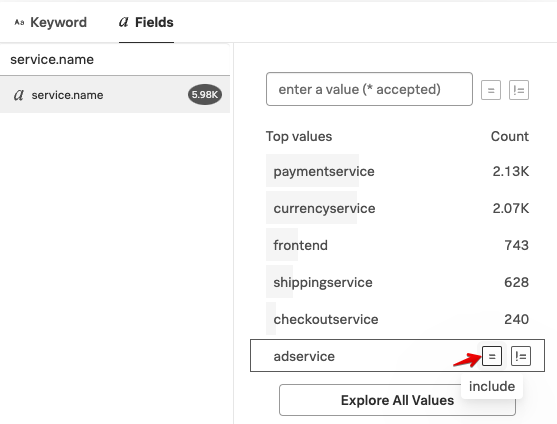 Aa Keyword a Fields
service.name
a service.name 5.98K
enter a value (* accepted) = !=
Top values Count
paymentservice 2.13K
currencyservice 2.07K
frontend 743
shippingservice 628
checkoutservice 240
adservice = !=
include
Explore All Values